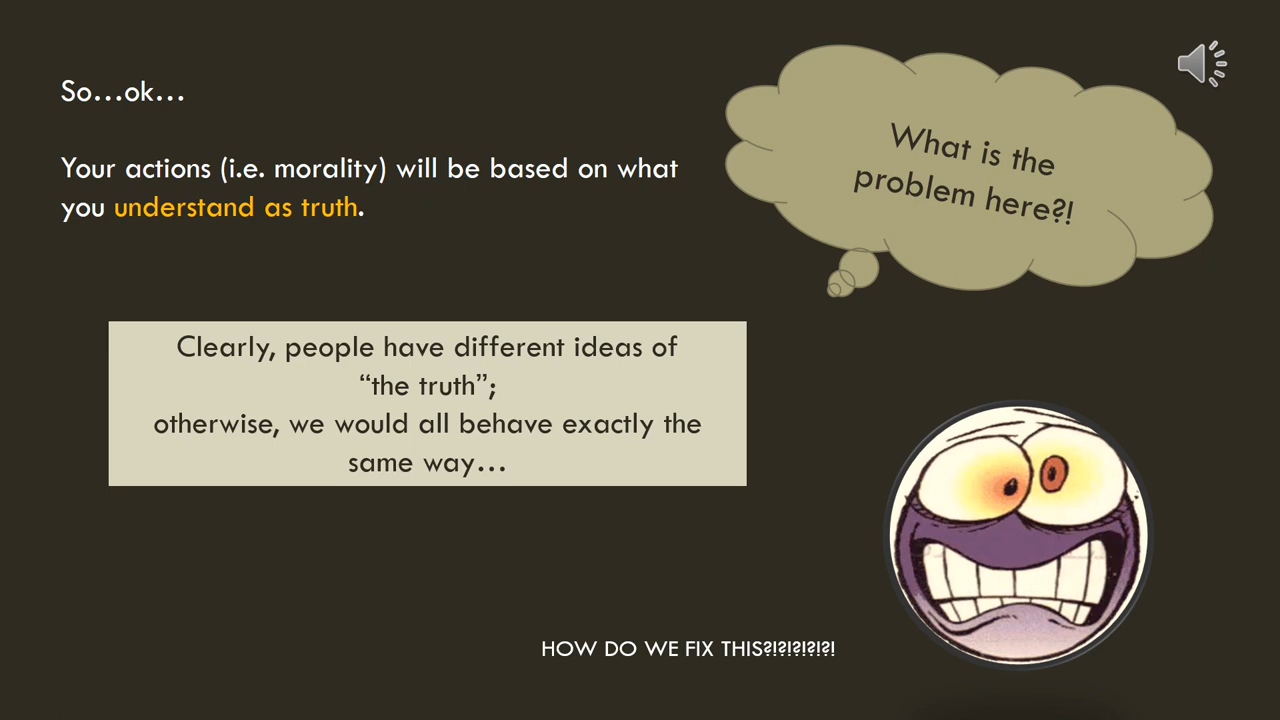 So…ok…
Your actions (i.e. morality) will be based on what
you understand as truth.
What is the
problem here?!
Clearly, people have different ideas of
“the truth”;
otherwise, we would all behave exactly the
same way…
HOW DO WE FIX THIS?!?!?!?!?!